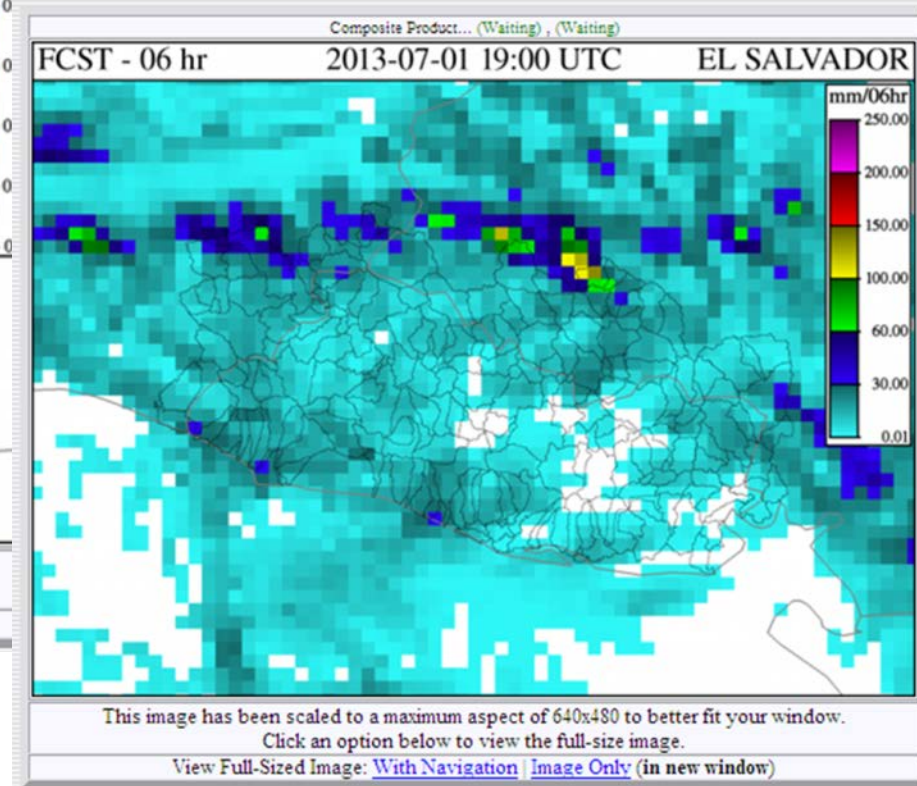 Composite Product... (Waiting) , (Waiting)
FCST - 06 hr 2013-07-01 19:00 UTC EL SALVADOR
mm/06hr
250.00
200.00
150.00
100.00
60.00
30.00
0.01
This image has been scaled to a maximum aspect of 640x480 to better fit your window.
Click an option below to view the full-size image.
View Full-Sized Image: With Navigation | Image Only (in new window)